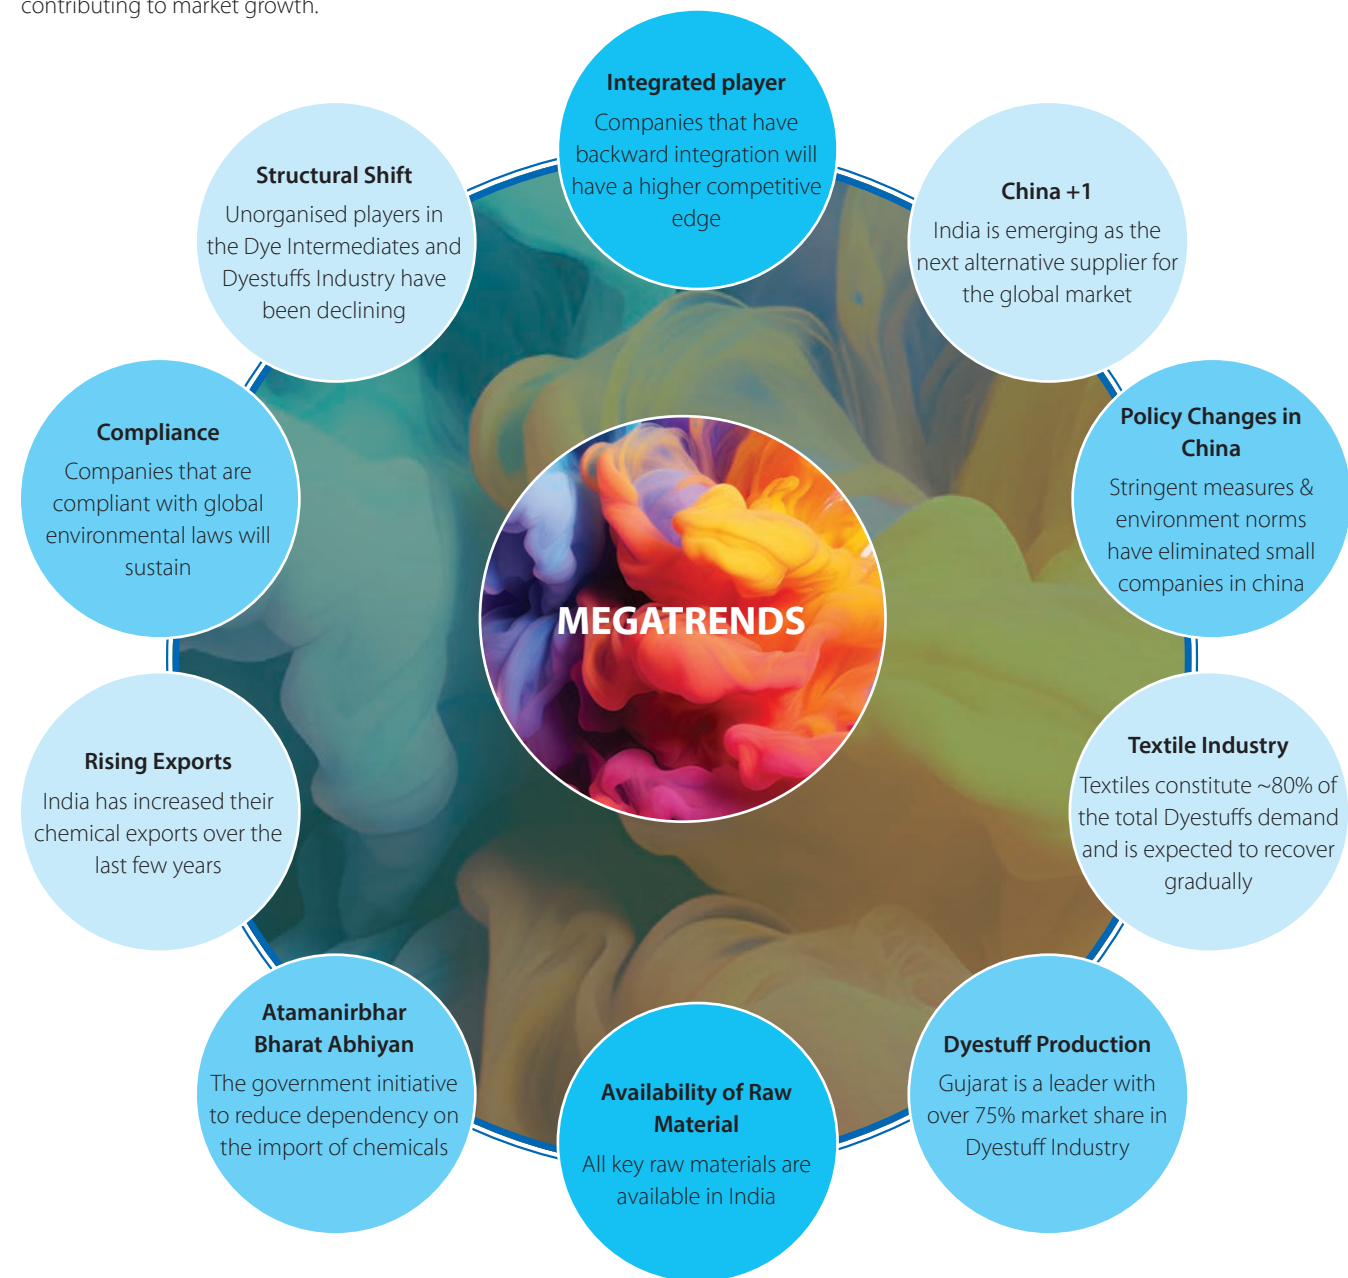 contributing to market growth.
Integrated player
Companies that have
backward integration will
have a higher competitive
edge
China +1
India is emerging as the
next alternative supplier for
the global market
Policy Changes in
China
Stringent measures &
environment norms
have eliminated small
companies in china
Textile Industry
Textiles constitute ~80% of
the total Dyestuffs demand
and is expected to recover
gradually
Dyestuff Production
Gujarat is a leader with
over 75% market share in
Dyestuff Industry
Availability of Raw
Material
All key raw materials are
available in India
Atamanirbhar
Bharat Abhiyan
The government initiative
to reduce dependency on
the import of chemicals
Rising Exports
India has increased their
chemical exports over the
last few years
Compliance
Companies that are
compliant with global
environmental laws will
sustain
Structural Shift
Unorganised players in
the Dye Intermediates and
Dyestuffs Industry have
been declining
MEGATRENDS